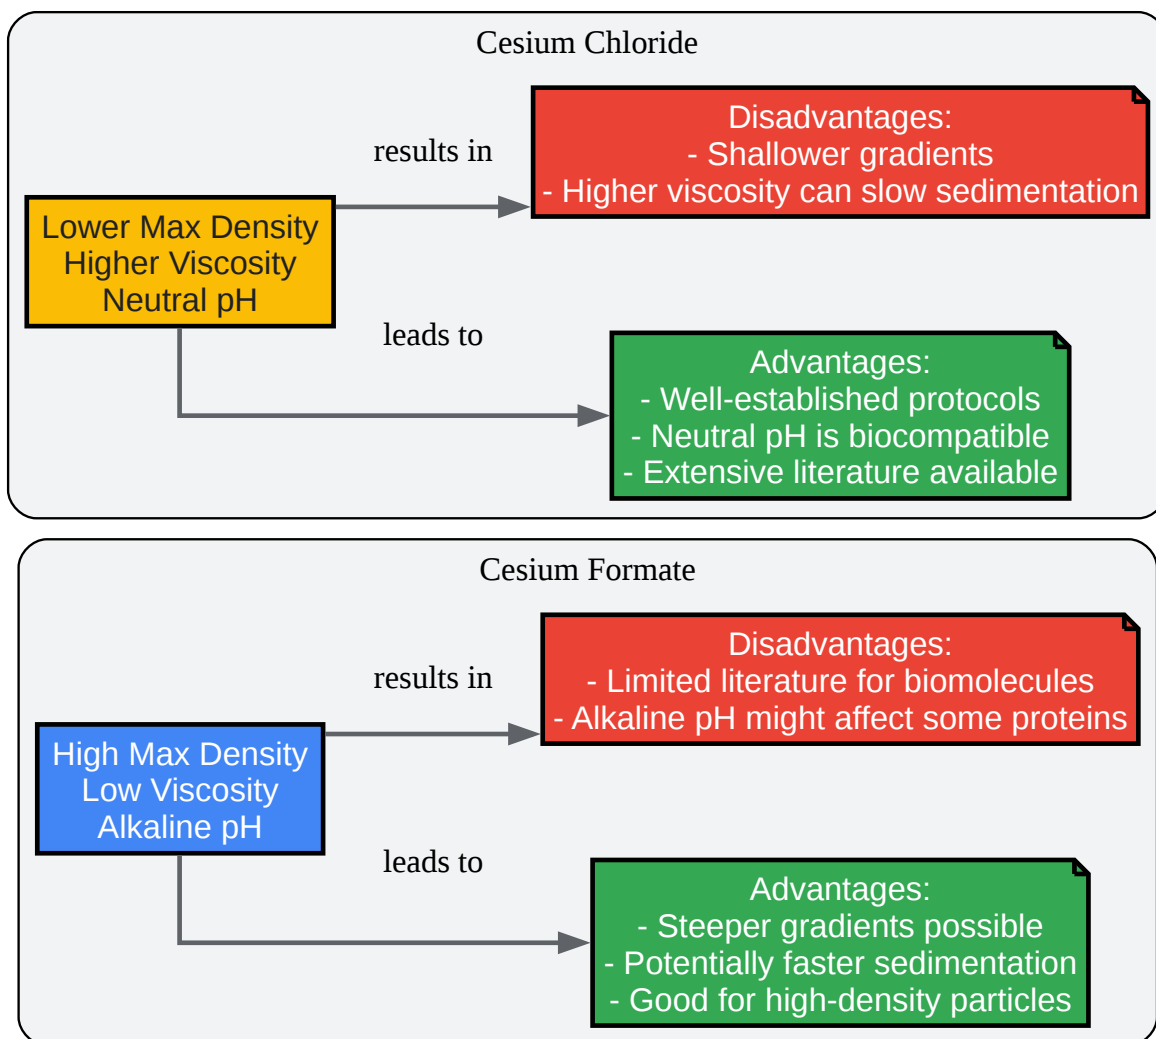 Cesium Chloride
results in
Disadvantages:
- Shallower gradients
- Higher viscosity can slow sedimentation
Lower Max Density
Higher Viscosity
Neutral pH
leads to
Advantages:
- Well-established protocols
- Neutral pH is biocompatible
- Extensive literature available
Cesium Formate
results in
Disadvantages:
- Limited literature for biomolecules
- Alkaline pH might affect some proteins
High Max Density
Low Viscosity
Alkaline pH
leads to
Advantages:
- Steeper gradients possible
- Potentially faster sedimentation
- Good for high-density particles